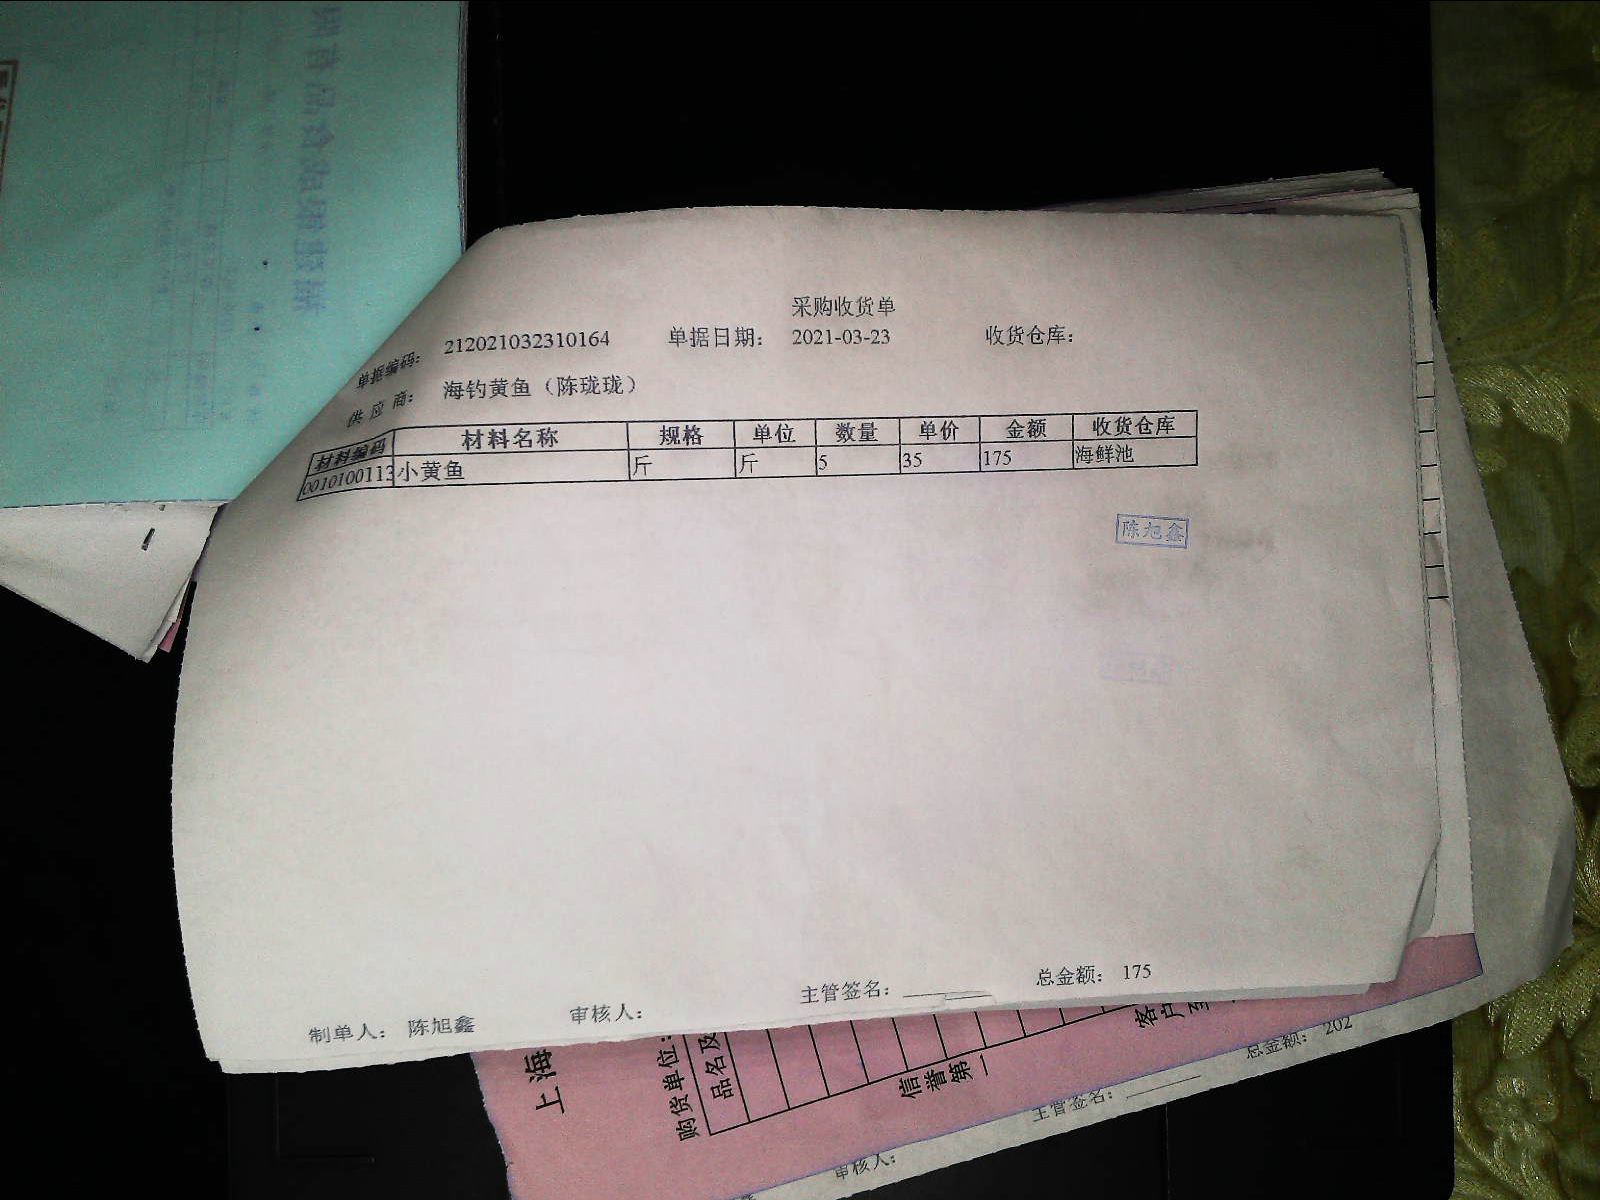 采购收货单
单据编码： 212021032310164 单据日期： 2021-03-23 收货仓库：
供应商： 海钓黄鱼（陈珑珑）
材料编码 材料名称 规格 单位 数量 单价 金额 收货仓库
0010100113 小黄鱼 斤 斤 5 35 175 海鲜池
陈旭鑫
制单人： 陈旭鑫 审核人： 主管签名： 总金额： 175
上海
购货单位：
品名及
信誉第一
客户
审核人： 主管签名： 总金额： 202